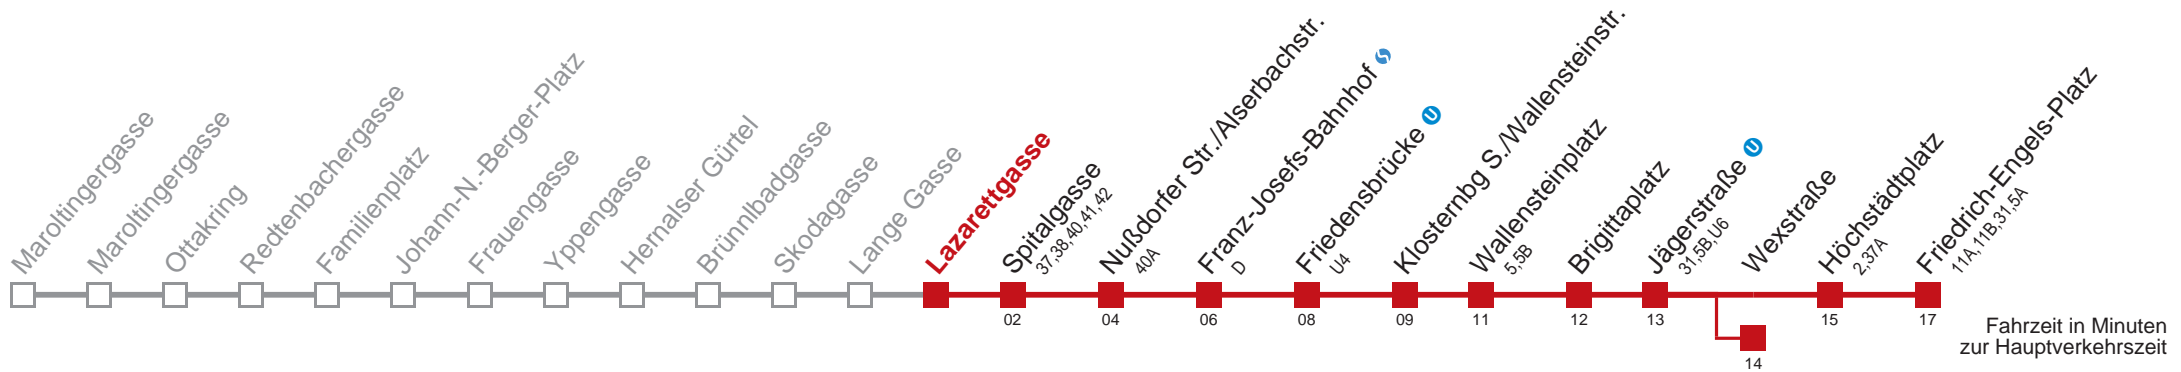 Maroltingergasse
Maroltingergasse
Ottakring
Redtenbachergasse
Familienplatz
Johann-N.-Berger-Platz
Frauengasse
Yppengasse
Hernalser Gürtel
Brünnlbadgasse
Skodagasse
Lange Gasse
Lazarettgasse
Spitalgasse
37,38,40,41,42
Nußdorfer Str./Alserbachstr.
40A
Franz-Josefs-Bahnhof
D
Friedensbrücke U
U4
Klosternbg S./Wallensteinstr.
Wallensteinplatz
5,5B
Brigittaplatz
Jägerstraße U
31,5B,U6
Wexstraße
Höchstädtplatz
2,37A
Friedrich-Engels-Platz
11A,11B,31,5A
02
04
06
08
09
11
12
13
14
15
17
Fahrzeit in Minuten
zur Hauptverkehrszeit